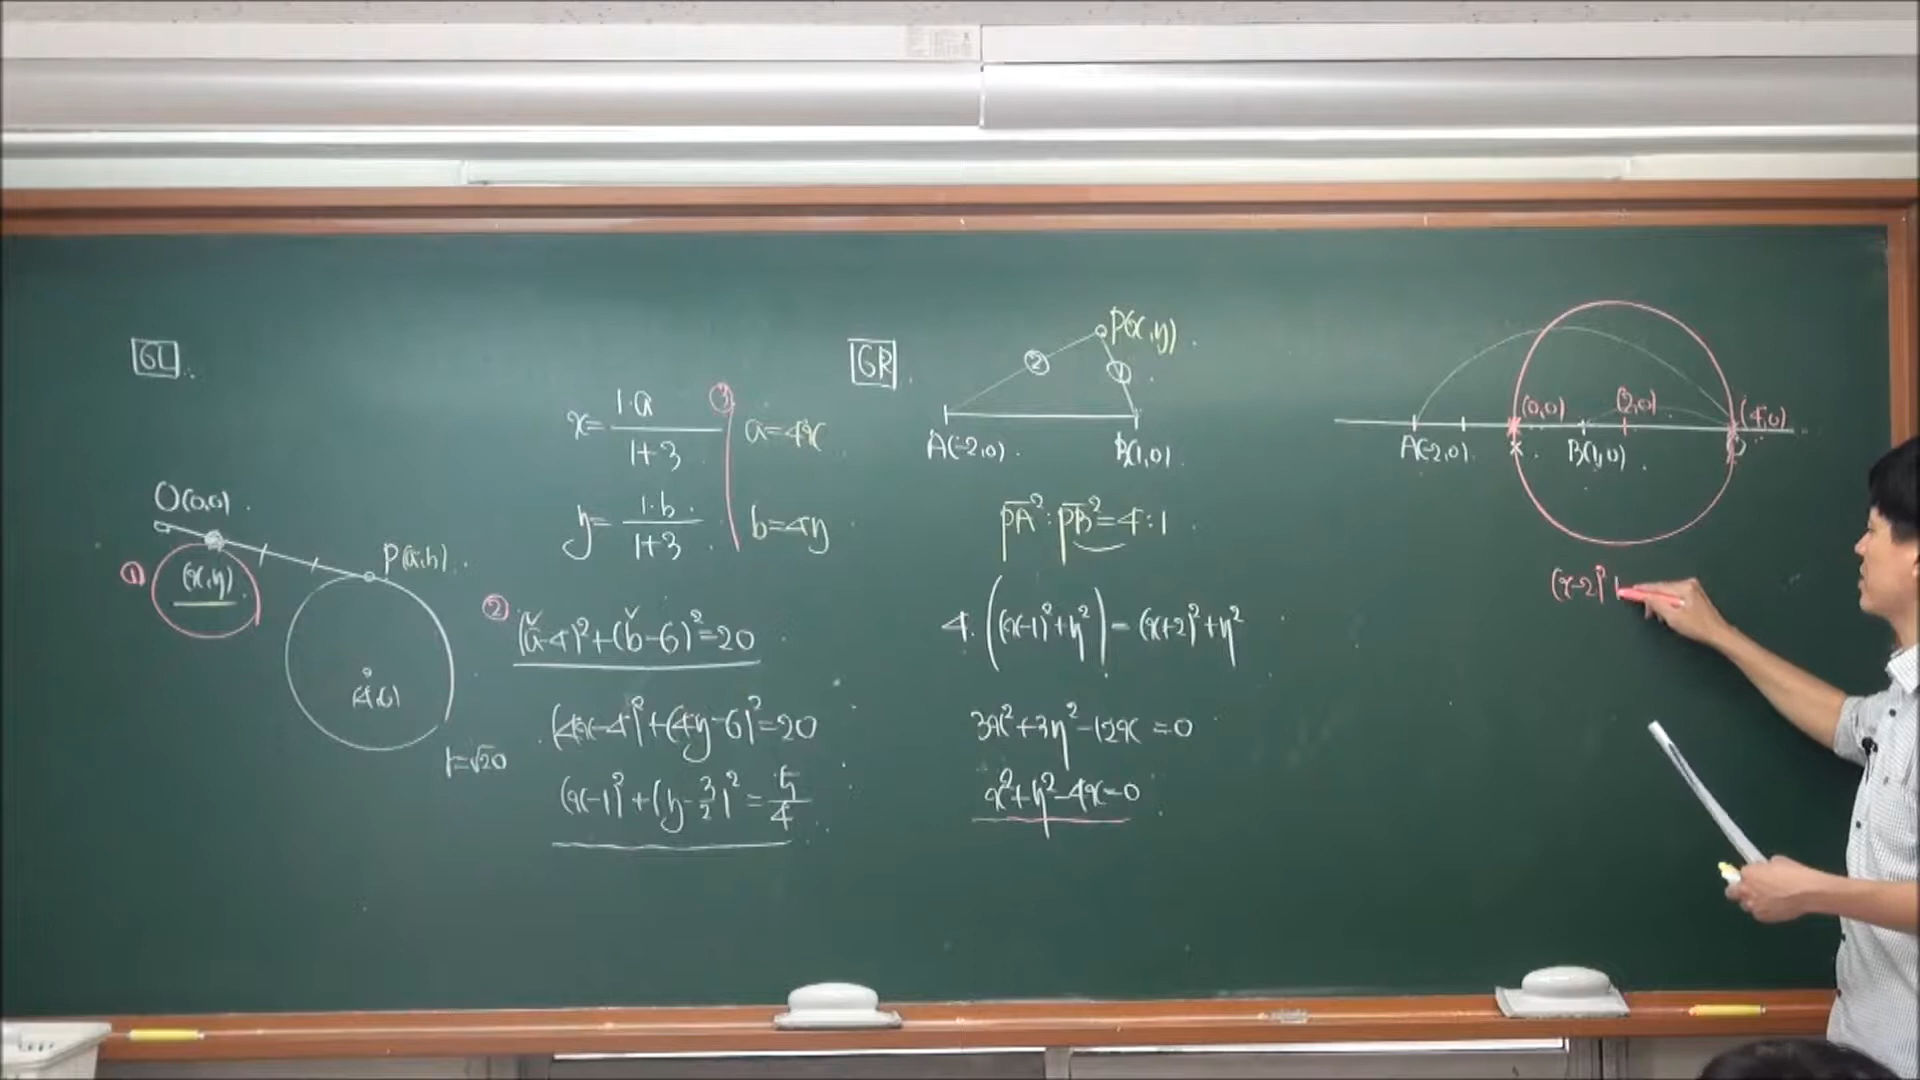 GL
O(0,0)
P(a,b)
① (x,y)
(4,6)
r=√20
x= 1·a / 1+3
③ a=4x
y= 1·b / 1+3
b=4y
② (a-4)²+(b-6)²=20
(4x-4)²+(4y-6)²=20
(x-1)²+(y-3/2)²=5/4
GR
P(x,y)
② ①
A(-2,0) B(1,0)
PA²:PB²=4:1
4·((x-1)²+y²)=(x+2)²+y²
3x²+3y²-12x=0
x²+y²-4x=0
(0,0) (2,0) (4,0)
A(-2,0) B(1,0)
(x-2)²